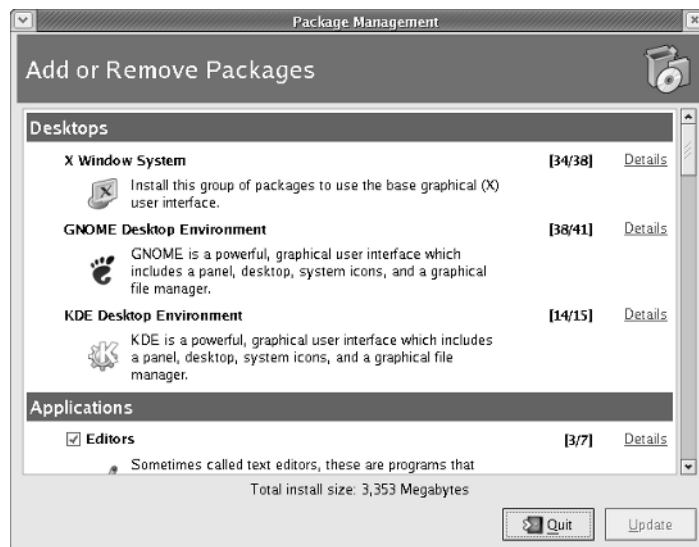 Package Management
Add or Remove Packages
Desktops
X Window System [34/38] Details
Install this group of packages to use the base graphical (X)
user interface.
GNOME Desktop Environment [38/41] Details
GNOME is a powerful, graphical user interface which
includes a panel, desktop, system icons, and a graphical
file manager.
KDE Desktop Environment [14/15] Details
KDE is a powerful, graphical user interface which includes
a panel, desktop, system icons, and a graphical file
manager.
Applications
Editors [3/7] Details
Sometimes called text editors, these are programs that
Total install size: 3,353 Megabytes
Quit Update